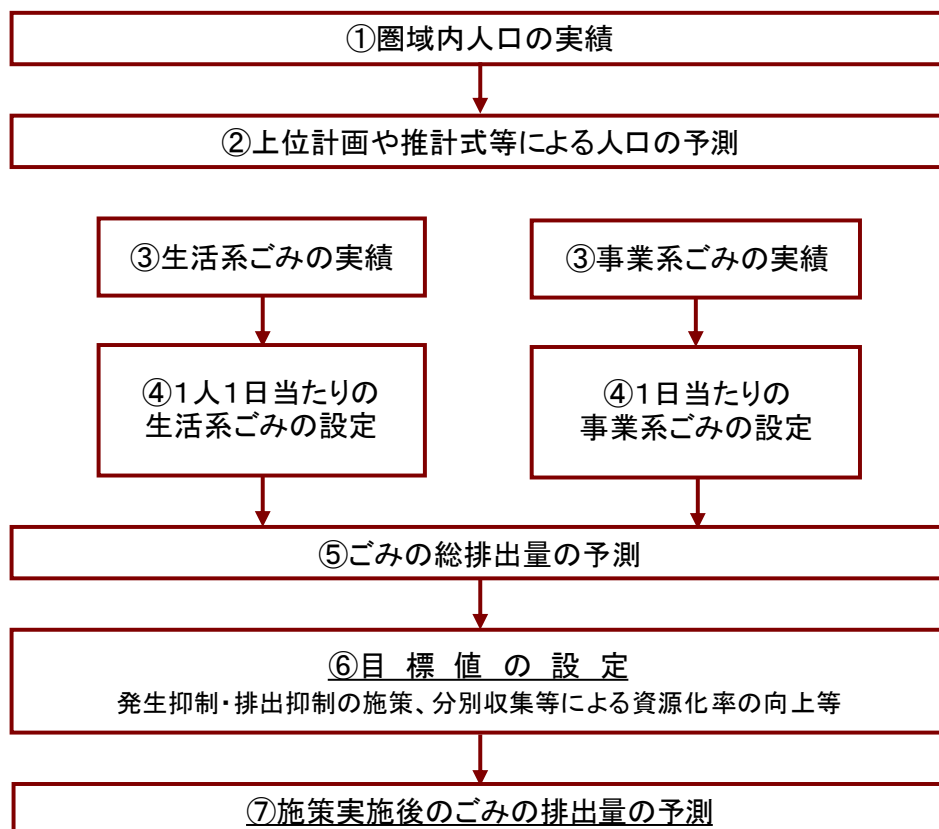 ①圏域内人口の実績
②上位計画や推計式等による人口の予測
③生活系ごみの実績
③事業系ごみの実績
④１人１日当たりの
生活系ごみの設定
④１日当たりの
事業系ごみの設定
⑤ごみの総排出量の予測
⑥目 標 値 の 設 定
発生抑制・排出抑制の施策、分別収集等による資源化率の向上等
⑦施策実施後のごみの排出量の予測